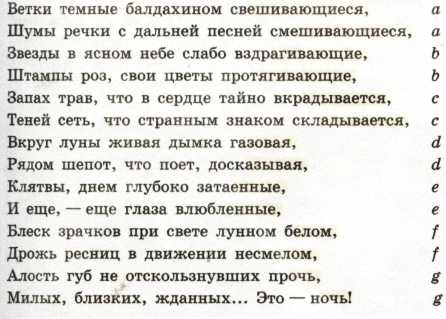 Ветки темные балдахином свешивающиеся, a
Шумы речки с дальней песней смешивающиеся, a
Звезды в ясном небе слабо вздрагивающие, b
Штампы роз, свои цветы протягивающие, b
Запах трав, что в сердце тайно вкрадывается, c
Теней сеть, что странным знаком складывается, c
Вкруг луны живая дымка газовая, d
Рядом шепот, что поет, досказывая, d
Клятвы, днем глубоко затаенные, e
И еще, — еще глаза влюбленные, e
Блеск зрачков при свете лунном белом, f
Дрожь ресниц в движении несмелом, f
Алость губ не отскользнувших прочь, g
Милых, близких, жданных... Это — ночь! g